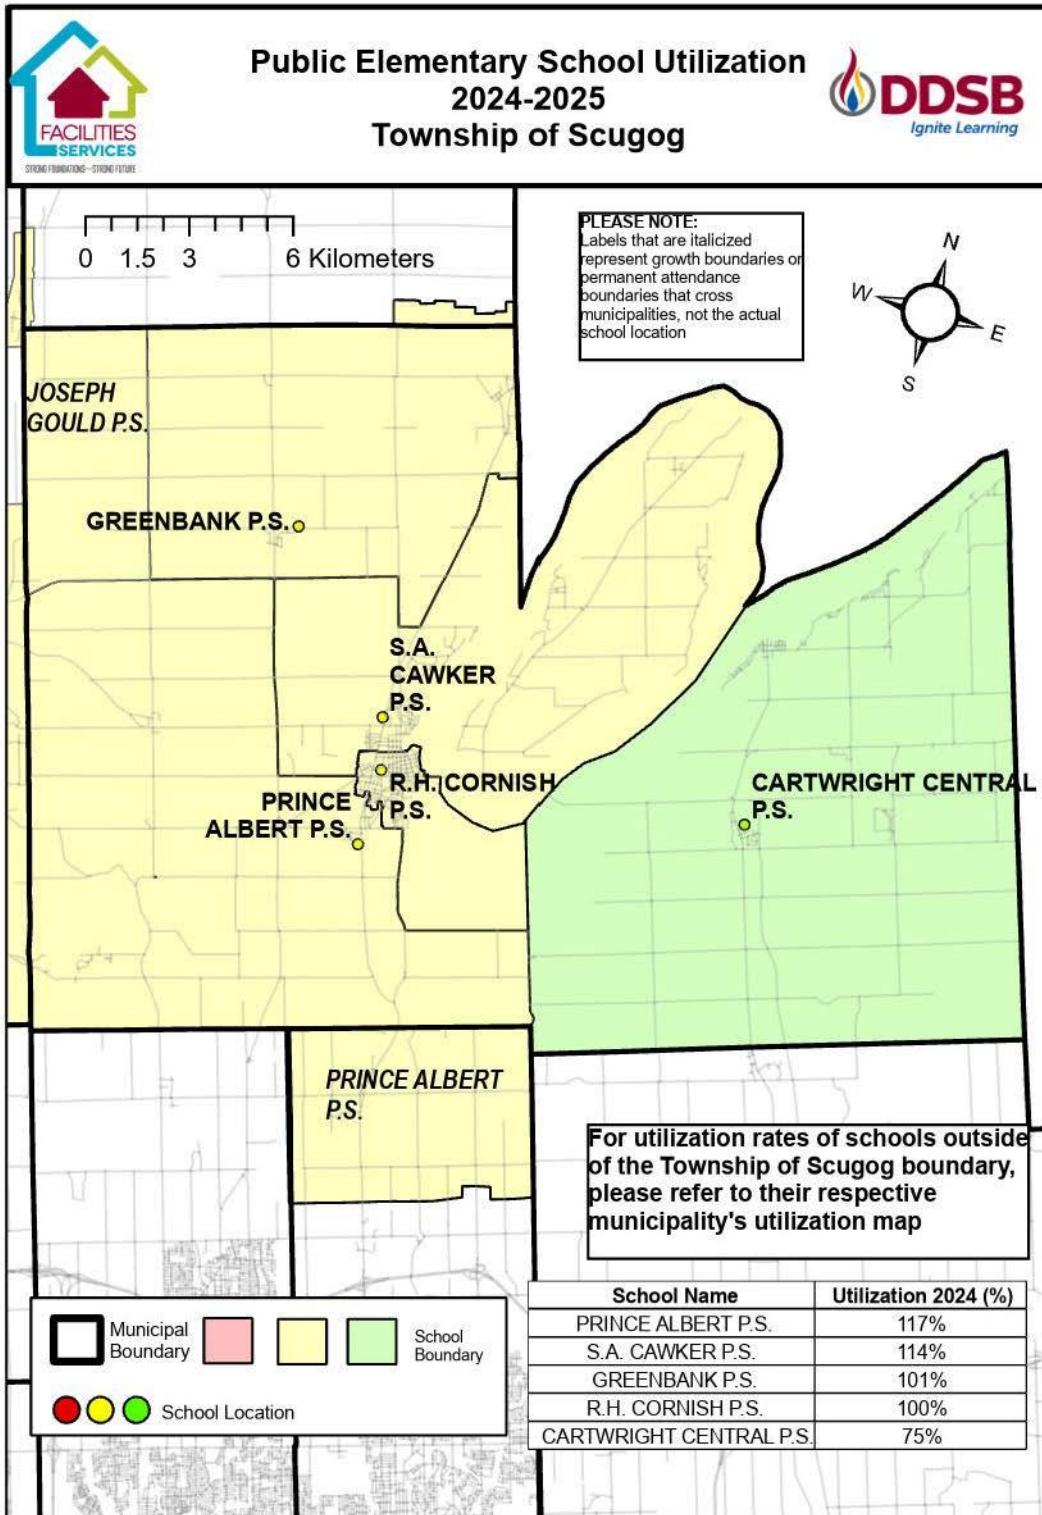 FACILITIES
SERVICES
STRONG FOUNDATIONS—STRONG FUTURE
Public Elementary School Utilization
2024-2025
Township of Scugog
DDSB
Ignite Learning
0 1.5 3 6 Kilometers
PLEASE NOTE:
Labels that are italicized
represent growth boundaries or
permanent attendance
boundaries that cross
municipalities, not the actual
school location
N
W
E
S
JOSEPH
GOULD P.S.
GREENBANK P.S.
S.A.
CAWKER
P.S.
R.H. CORNISH
P.S.
PRINCE
ALBERT P.S.
CARTWRIGHT CENTRAL
P.S.
PRINCE ALBERT
P.S.
For utilization rates of schools outside
of the Township of Scugog boundary,
please refer to their respective
municipality's utilization map
School Name Utilization 2024 (%)
PRINCE ALBERT P.S. 117%
S.A. CAWKER P.S. 114%
GREENBANK P.S. 101%
R.H. CORNISH P.S. 100%
CARTWRIGHT CENTRAL P.S. 75%
Municipal
Boundary
School
Boundary
School Location